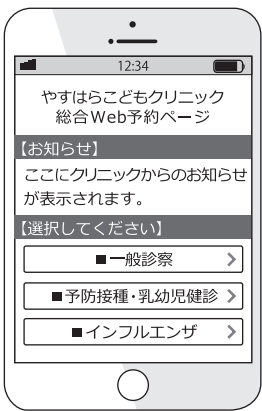 12:34
やすはらこどもクリニック
総合Web予約ページ
【お知らせ】
ここにクリニックからのお知らせ
が表示されます。
【選択してください】
■一般診察
■予防接種・乳幼児健診
■インフルエンザ